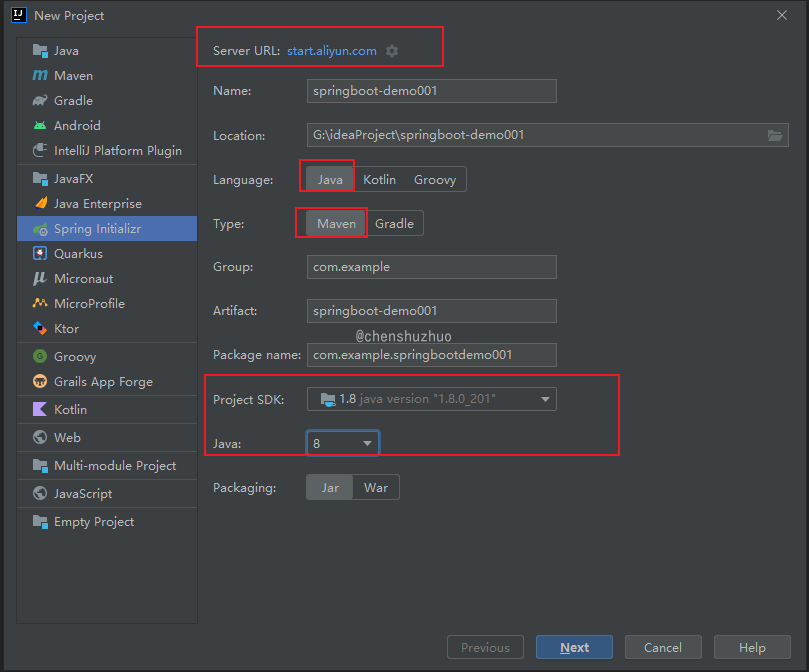 New Project
Java
Maven
Gradle
Android
IntelliJ Platform Plugin
JavaFX
Java Enterprise
Spring Initializr
Quarkus
Micronaut
MicroProfile
Ktor
Groovy
Grails App Forge
Kotlin
Web
Multi-module Project
JavaScript
Empty Project
Server URL: start.aliyun.com
Name: springboot-demo001
Location: G:\ideaProject\springboot-demo001
Language: Java Kotlin Groovy
Type: Maven Gradle
Group: com.example
Artifact: springboot-demo001
@chenshuzhuo
Package name: com.example.springbootdemo001
Project SDK: 1.8 java version "1.8.0_201"
Java: 8
Packaging: Jar War
Previous Next Cancel Help